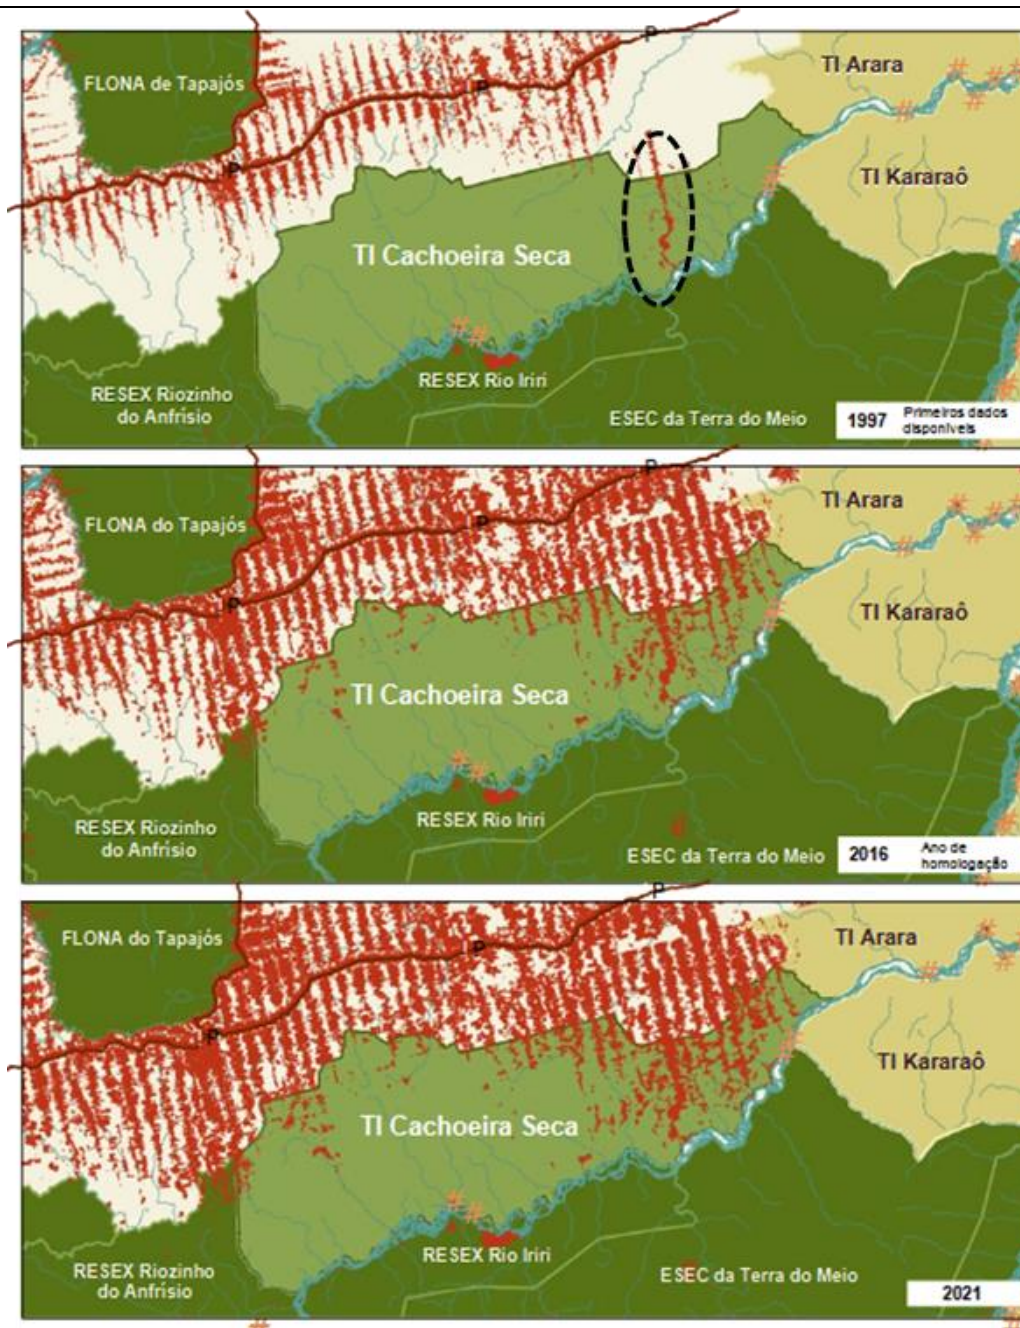 P
FLONA de Tapajós
TI Arara
P
P
TI Kararaô
TI Cachoeira Seca
RESEX Rio Iriri
RESEX Riozinho
do Anfrísio
ESEC da Terra do Meio
1997
Primeiros dados
disponíveis
P
TI Arara
FLONA do Tapajós
P
P
TI Kararaô
TI Cachoeira Seca
RESEX Rio Iriri
RESEX Riozinho
do Anfrísio
ESEC da Terra do Meio
2016
Ano de
homologação
P
FLONA do Tapajós
TI Arara
P
P
TI Kararaô
TI Cachoeira Seca
RESEX Rio Iriri
RESEX Riozinho
do Anfrísio
ESEC da Terra do Meio
2021